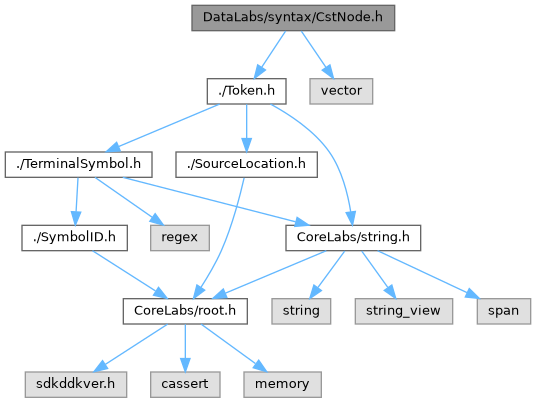 DataLabs/syntax/CstNode.h
./Token.h
vector
./TerminalSymbol.h
./SourceLocation.h
./SymbolID.h
regex
CoreLabs/string.h
CoreLabs/root.h
string
string_view
span
sdkddkver.h
cassert
memory